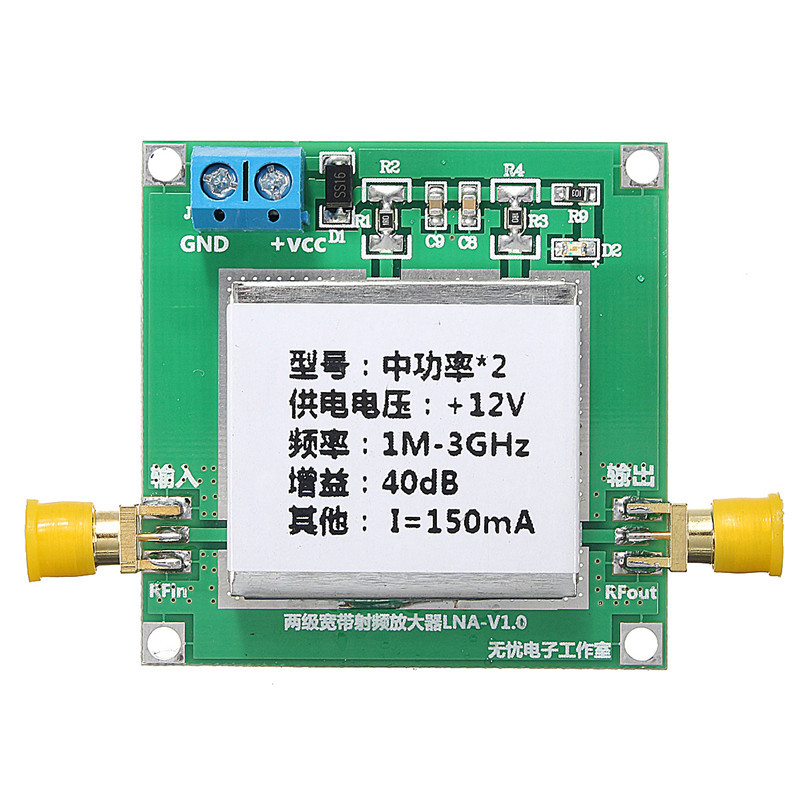 R2
R4
SS16
J
R1
C9
C8
R3
R9
D1
D2
GND
+VCC
型号：中功率*2
供电电压：+12V
频率：1M-3GHz
增益：40dB
其他：I=150mA
输入
输出
RFin
RFout
两级宽带射频放大器LNA-V1.0
无忧电子工作室